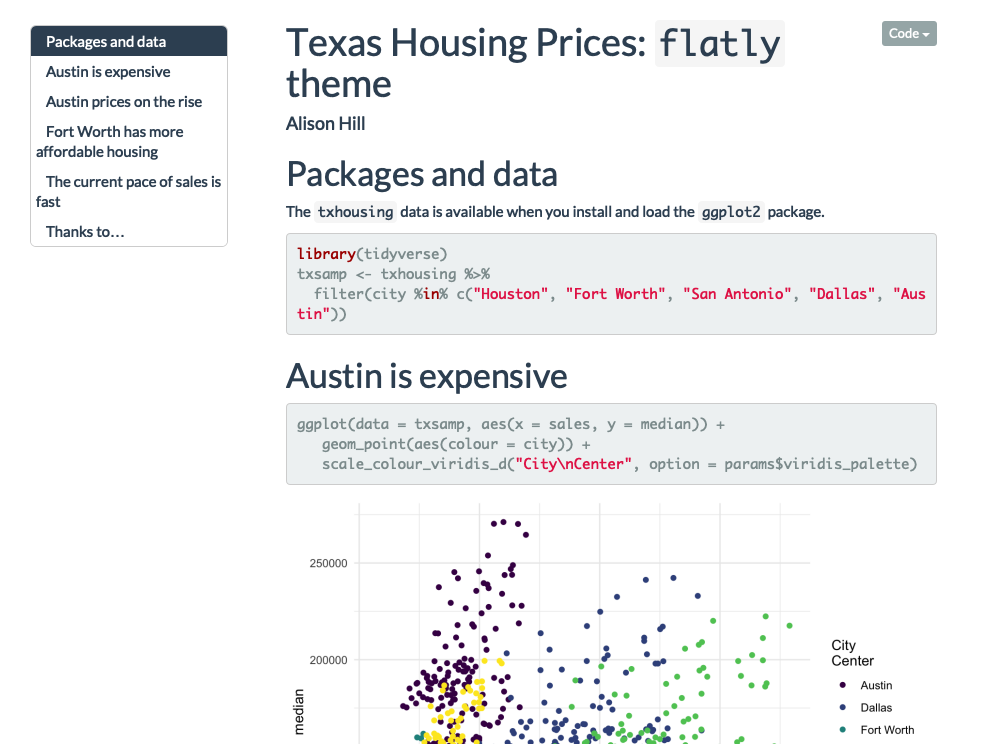 Packages and data
Austin is expensive
Austin prices on the rise
Fort Worth has more
affordable housing
The current pace of sales is
fast
Thanks to…
Texas Housing Prices: flatly
theme
Code
Alison Hill
Packages and data
The txhousing data is available when you install and load the ggplot2 package.
library(tidyverse)
txsamp <- txhousing %>%
  filter(city %in% c("Houston", "Fort Worth", "San Antonio", "Dallas", "Aus
tin"))
Austin is expensive
ggplot(data = txsamp, aes(x = sales, y = median)) +
   geom_point(aes(colour = city)) +
   scale_colour_viridis_d("City\nCenter", option = params$viridis_palette)
250000
200000
median
City
Center
Austin
Dallas
Fort Worth